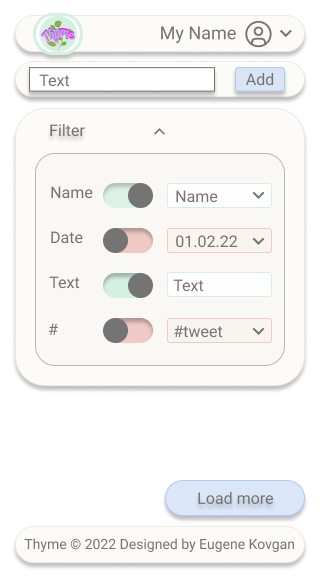 Thyme
My Name
Text
Add
Filter
Name
Name
Date
01.02.22
Text
Text
#
#tweet
Load more
Thyme © 2022 Designed by Eugene Kovgan